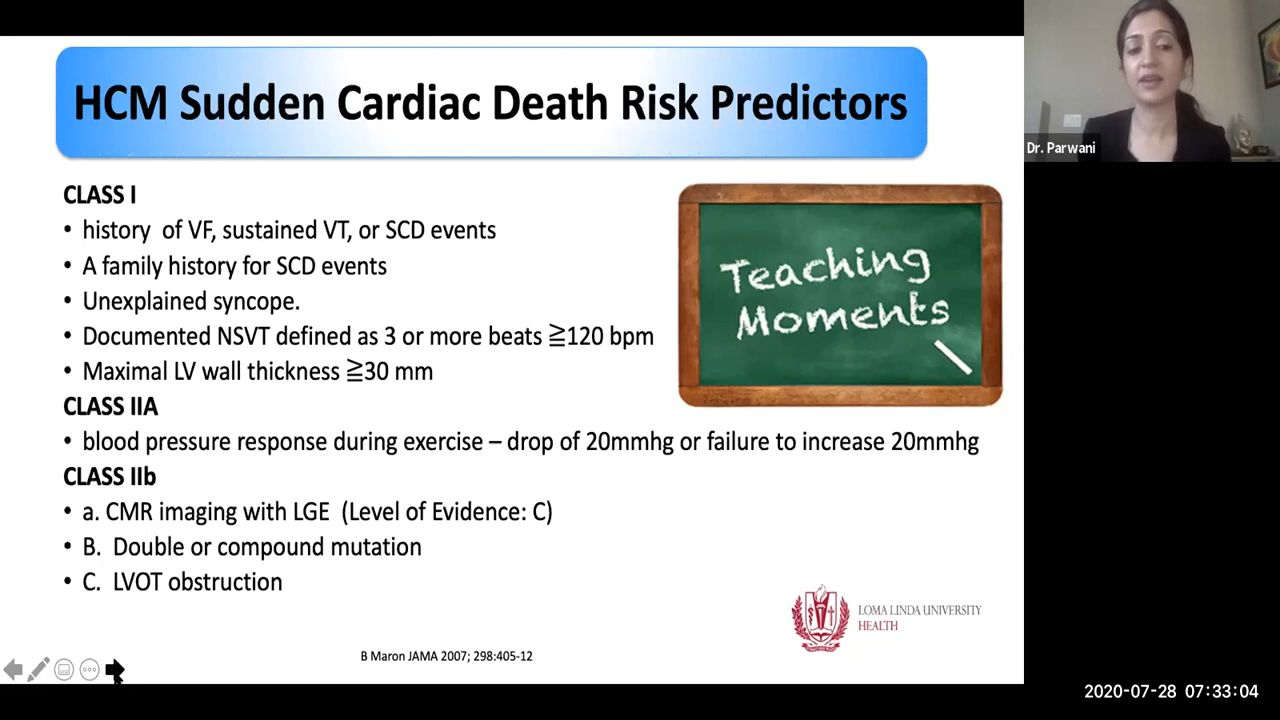 HCM Sudden Cardiac Death Risk Predictors
Dr. Parwani
CLASS I
• history  of VF, sustained VT, or SCD events
• A family history for SCD events
• Unexplained syncope.
• Documented NSVT defined as 3 or more beats ≧120 bpm
• Maximal LV wall thickness ≧30 mm
Teaching
Moments
CLASS IIA
• blood pressure response during exercise – drop of 20mmhg or failure to increase 20mmhg
CLASS IIb
• a. CMR imaging with LGE  (Level of Evidence: C)
• B.  Double or compound mutation
• C.  LVOT obstruction
LOMA LINDA UNIVERSITY
HEALTH
B Maron JAMA 2007; 298:405-12
2020-07-28 07:33:04